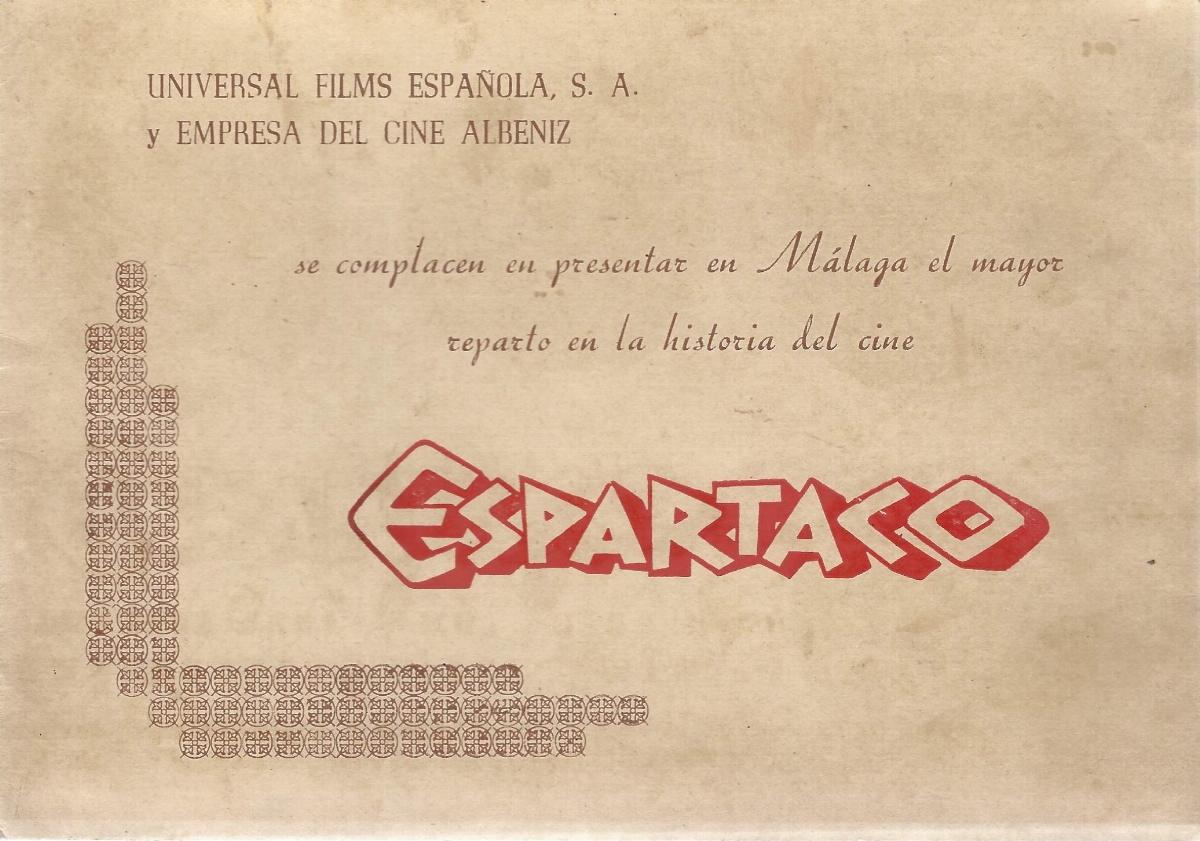 UNIVERSAL FILMS ESPAÑOLA, S. A.
y EMPRESA DEL CINE ALBENIZ
se complacen en presentar en Málaga el mayor
reparto en la historia del cine
ESPARTACO